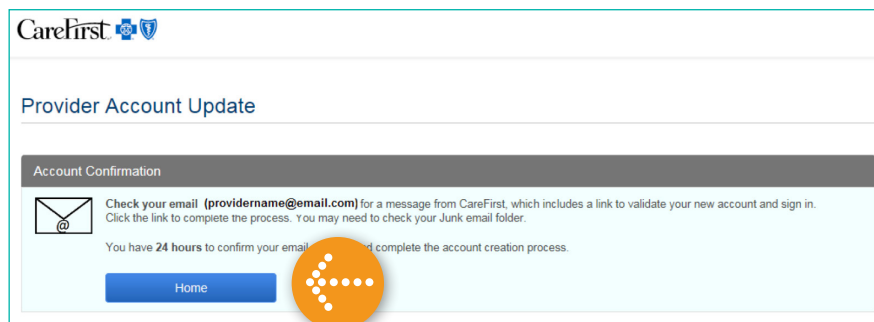 CareFirst
Provider Account Update
Account Confirmation
Check your email (providername@email.com) for a message from CareFirst, which includes a link to validate your new account and sign in.
Click the link to complete the process. You may need to check your Junk email folder.
@
You have 24 hours to confirm your email complete the account creation process.
Home